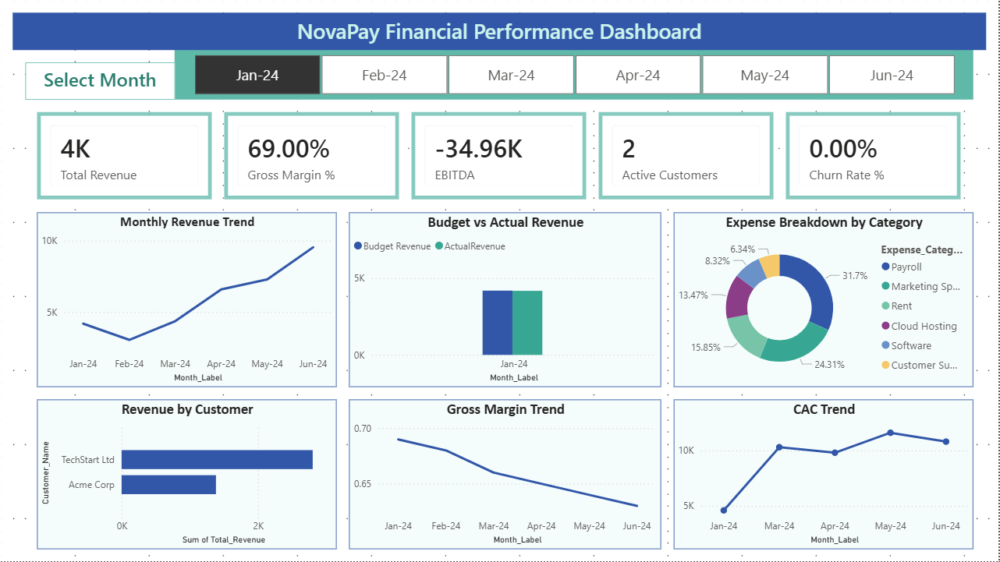 NovaPay Financial Performance Dashboard
Select Month
Jan-24 Feb-24 Mar-24 Apr-24 May-24 Jun-24
4K 69.00% -34.96K 2 0.00%
Total Revenue Gross Margin % EBITDA Active Customers Churn Rate %
Monthly Revenue Trend
10K
5K
Jan-24 Feb-24 Mar-24 Apr-24 May-24 Jun-24
Month_Label
Budget vs Actual Revenue
Budget Revenue ActualRevenue
5K
0K
Jan-24
Month_Label
Expense Breakdown by Category
6.34%
8.32%
13.47%
15.85%
24.31%
31.7%
Expense_Categ...
Payroll
Marketing Sp...
Rent
Cloud Hosting
Software
Customer Su...
Revenue by Customer
Customer_Name
TechStart Ltd
Acme Corp
0K 2K
Sum of Total_Revenue
Gross Margin Trend
0.70
0.65
Jan-24 Feb-24 Mar-24 Apr-24 May-24 Jun-24
Month_Label
CAC Trend
10K
5K
Jan-24 Mar-24 Apr-24 May-24 Jun-24
Month_Label